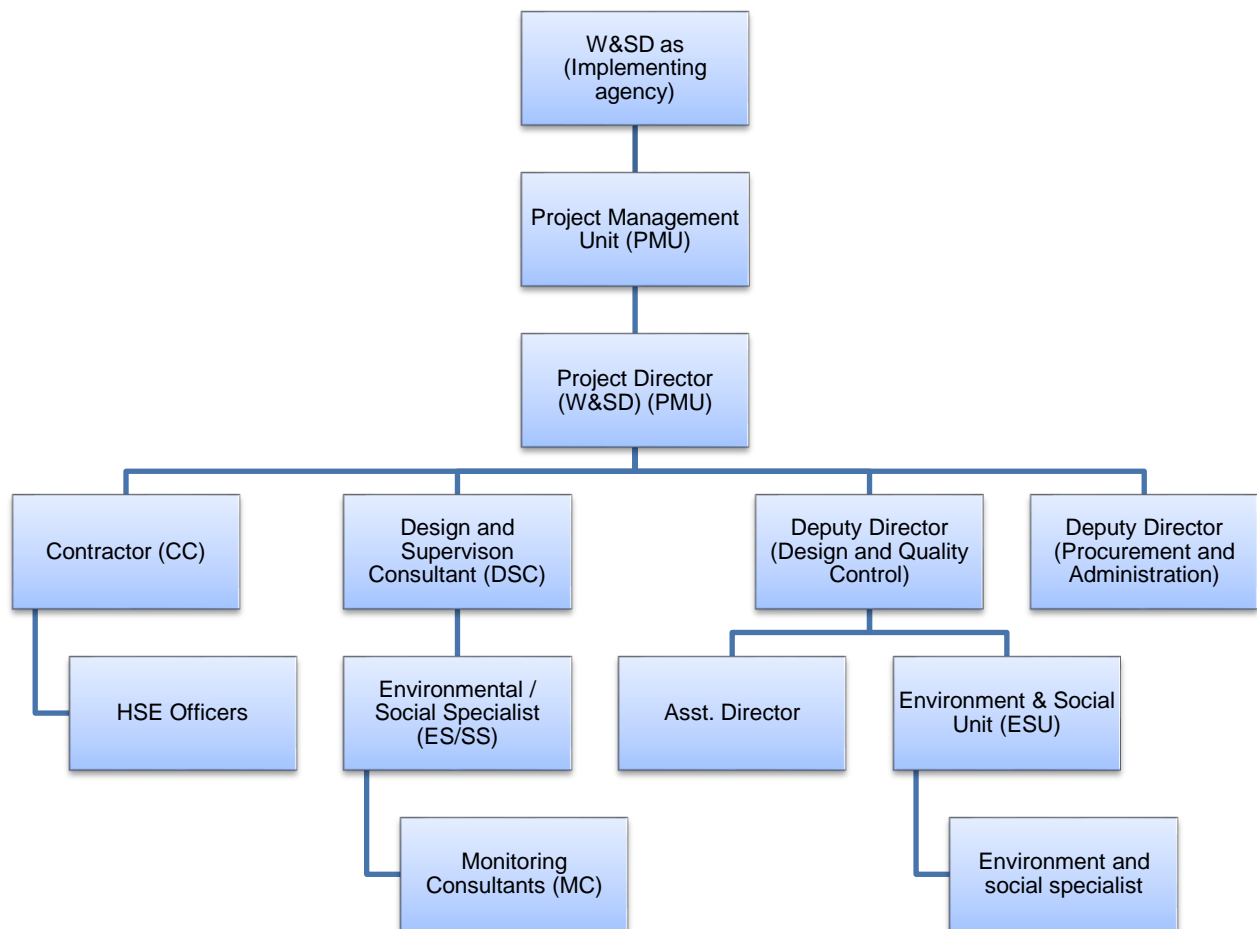 W&SD as
(Implementing
agency)
Project Management
Unit (PMU)
Project Director
(W&SD) (PMU)
Contractor (CC)
Design and
Supervison
Consultant (DSC)
Deputy Director
(Design and Quality
Control)
Deputy Director
(Procurement and
Administration)
HSE Officers
Environmental /
Social Specialist
(ES/SS)
Asst. Director
Environment & Social
Unit (ESU)
Monitoring
Consultants (MC)
Environment and
social specialist